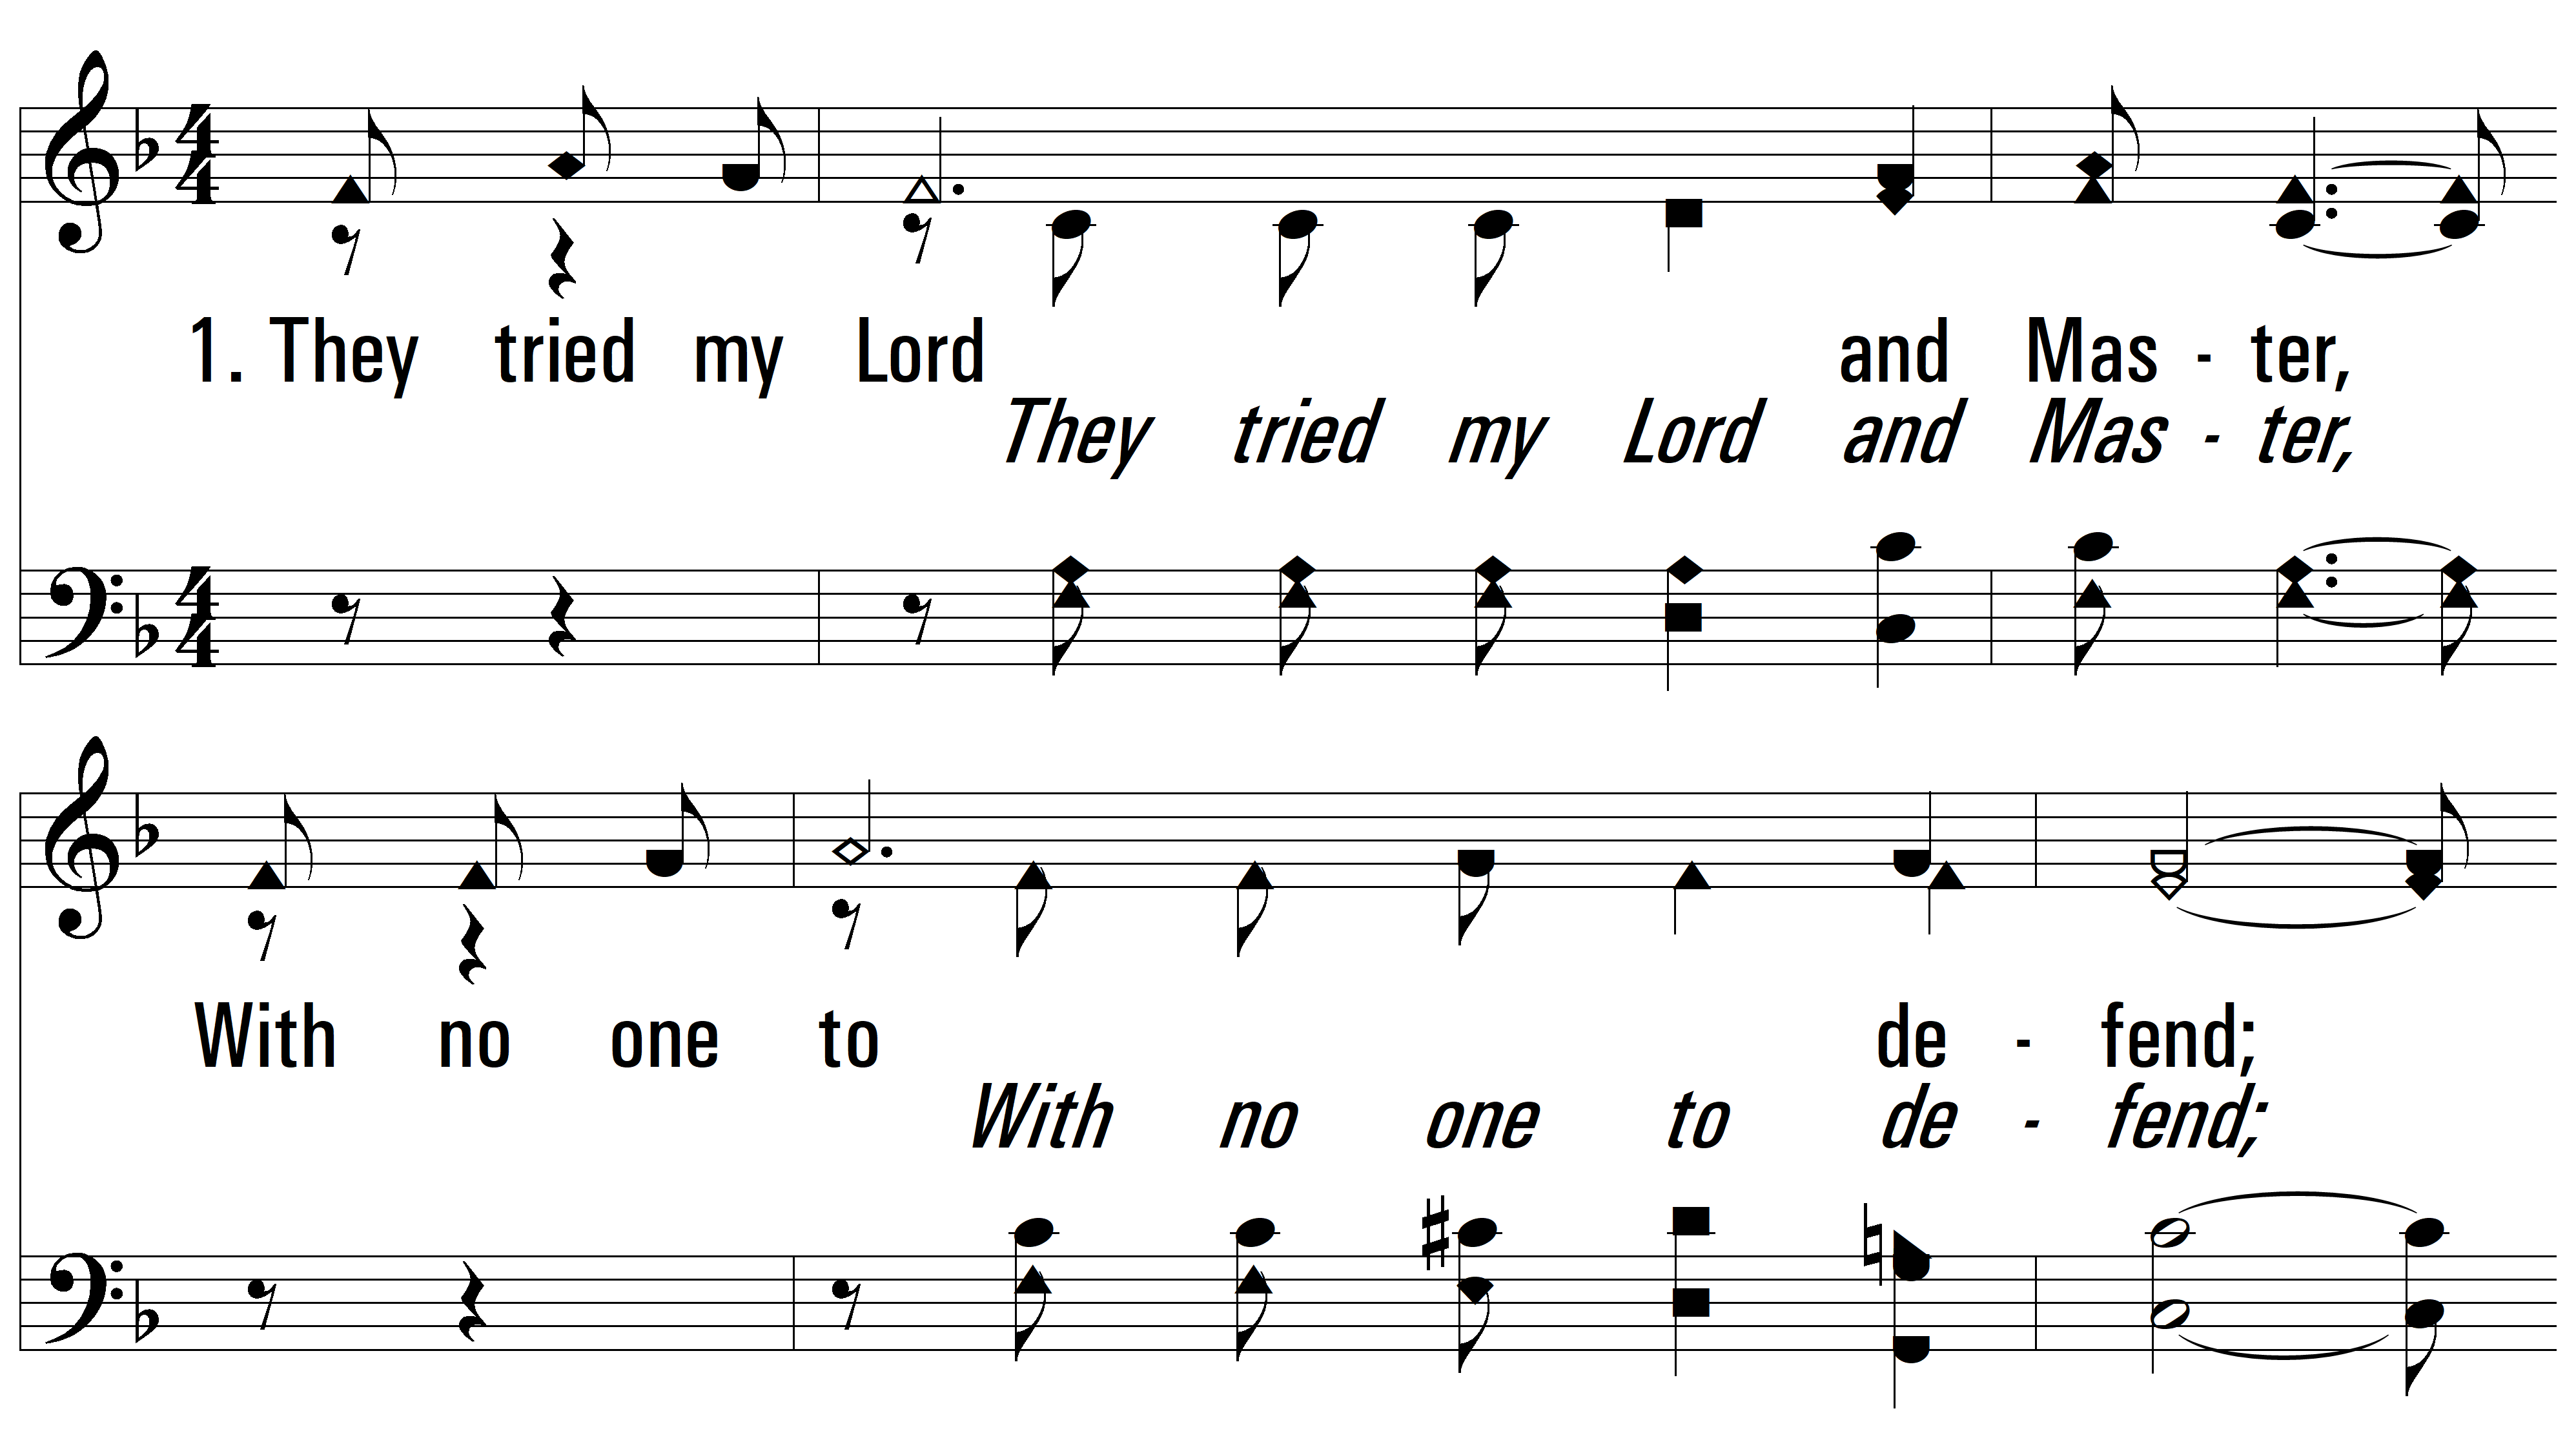 1. They tried my Lord and Mas - ter,
They tried my Lord and Mas - ter,
With no one to de - fend;
With no one to de - fend;